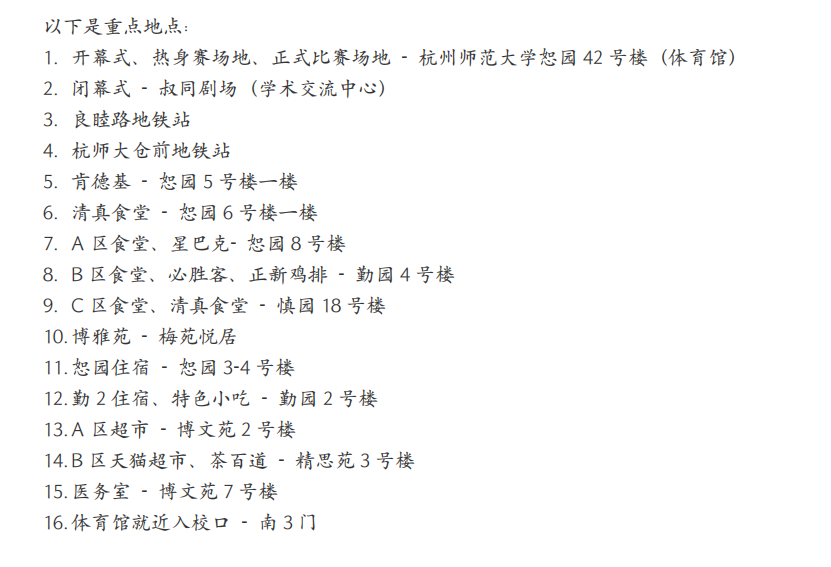 以下是重点地点：
1. 开幕式、热身赛场地、正式比赛场地 - 杭州师范大学恕园 42 号楼（体育馆）
2. 闭幕式 - 叔同剧场（学术交流中心）
3. 良睦路地铁站
4. 杭师大仓前地铁站
5. 肯德基 - 恕园 5 号楼一楼
6. 清真食堂 - 恕园 6 号楼一楼
7. A 区食堂、星巴克- 恕园 8 号楼
8. B 区食堂、必胜客、正新鸡排 - 勤园 4 号楼
9. C 区食堂、清真食堂 - 慎园 18 号楼
10. 博雅苑 - 梅苑悦居
11. 恕园住宿 - 恕园 3-4 号楼
12. 勤 2 住宿、特色小吃 - 勤园 2 号楼
13. A 区超市 - 博文苑 2 号楼
14. B 区天猫超市、茶百道 - 精思苑 3 号楼
15. 医务室 - 博文苑 7 号楼
16. 体育馆就近入校口 - 南 3 门